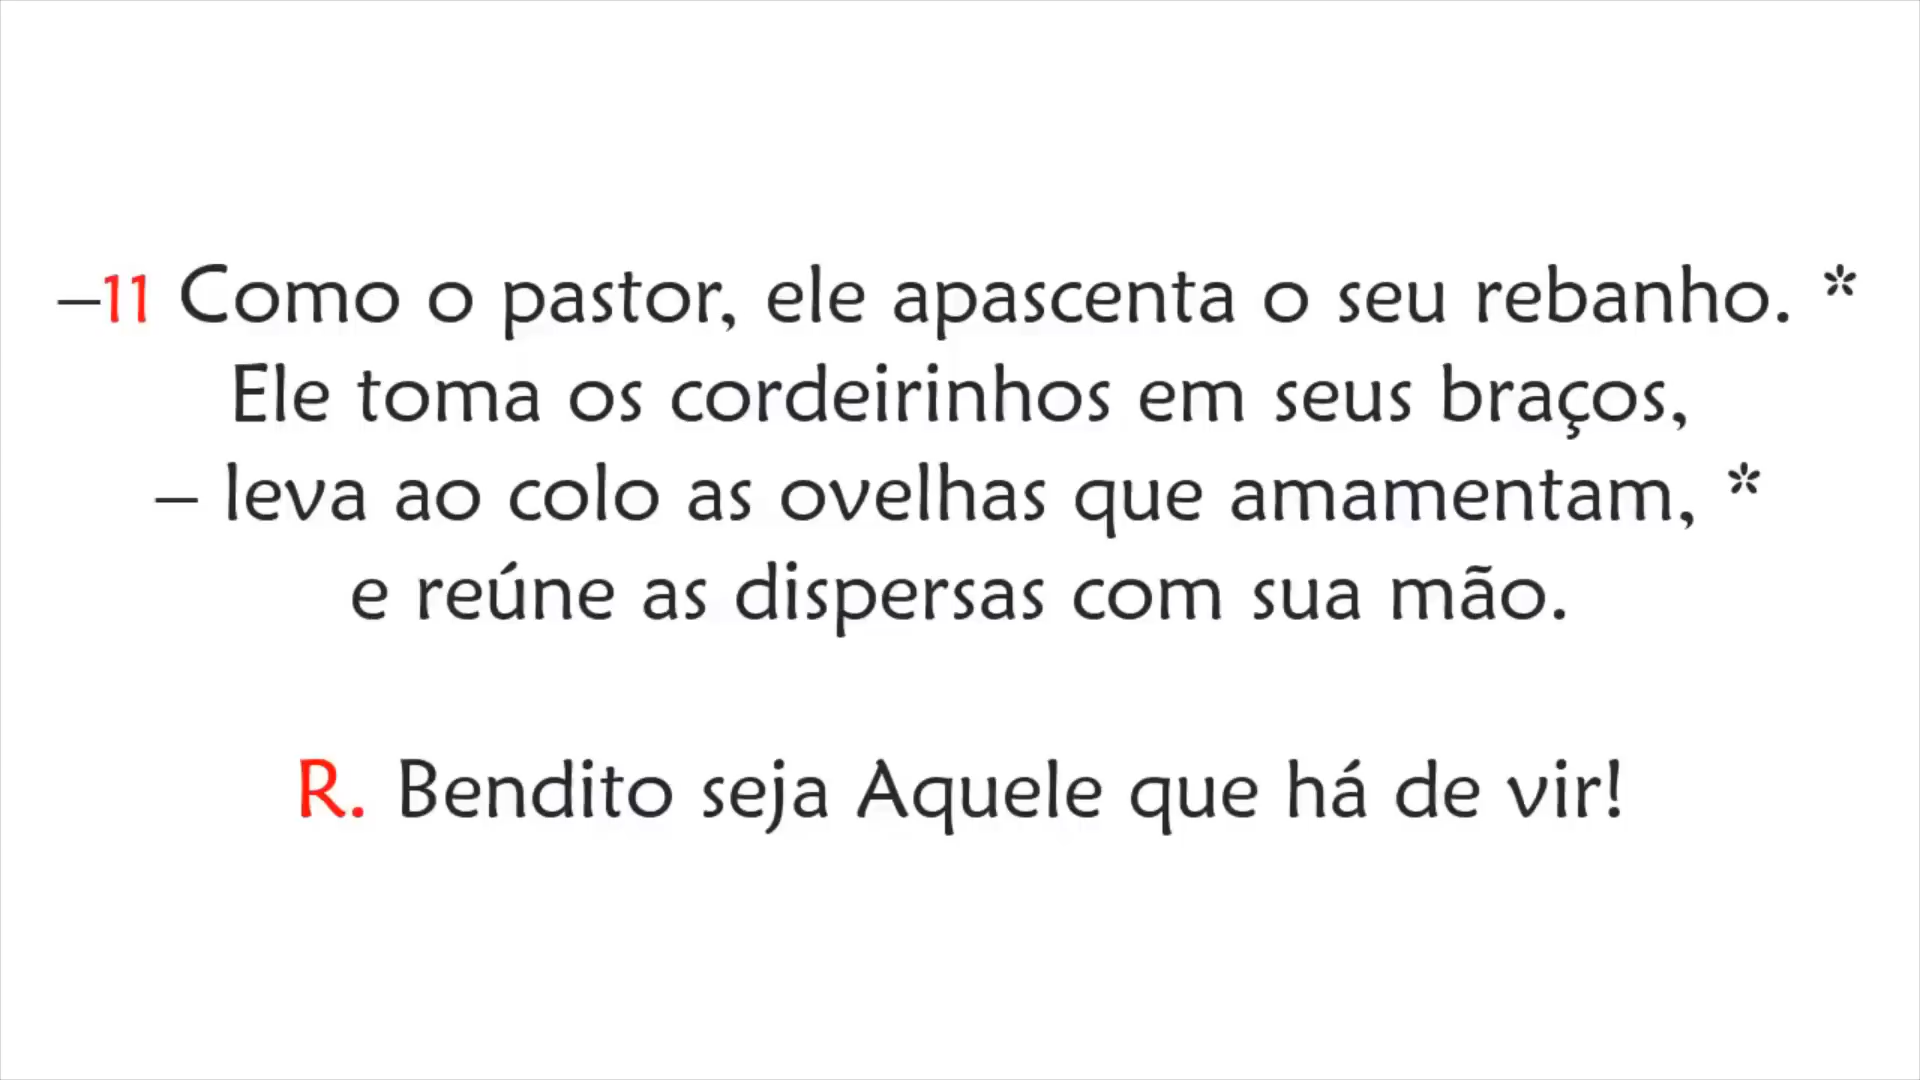 –11 Como o pastor, ele apascenta o seu rebanho. *
Ele toma os cordeirinhos em seus braços,
– leva ao colo as ovelhas que amamentam, *
e reúne as dispersas com sua mão.
R. Bendito seja Aquele que há de vir!